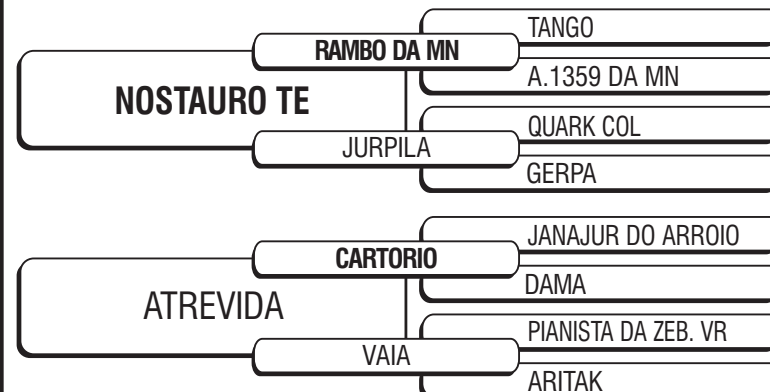 TANGO
RAMBO DA MN
A.1359 DA MN
NOSTAURO TE
QUARK COL
JURPILA
GERPA
JANAJUR DO ARROIO
CARTORIO
DAMA
ATREVIDA
PIANISTA DA ZEB. VR
VAIA
ARITAK